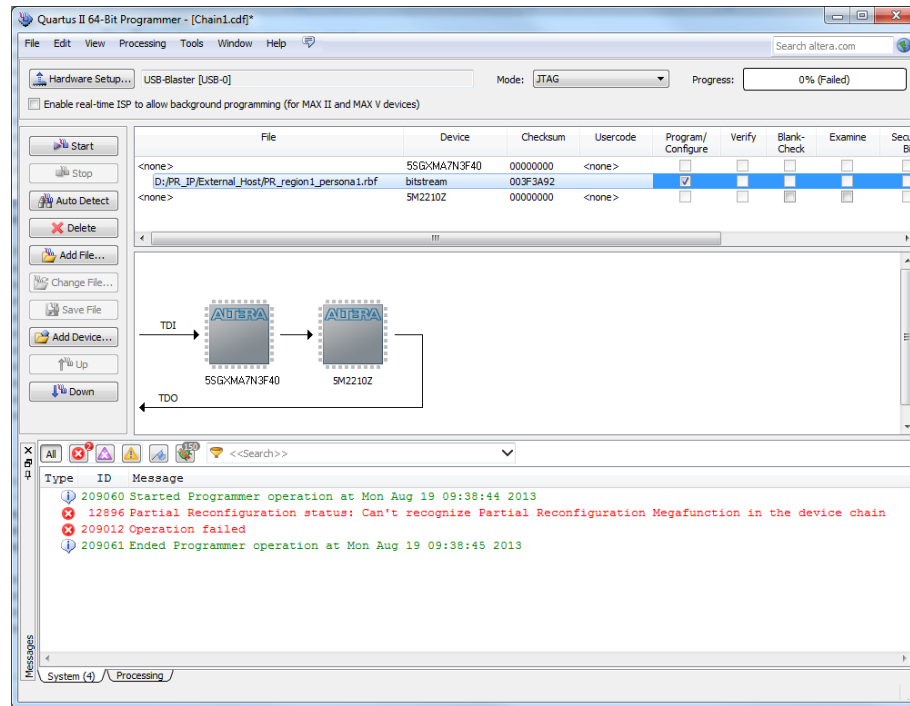 Quartus II 64-Bit Programmer - [Chain1.cdf]*
File Edit View Processing Tools Window Help
Search altera.com
Hardware Setup... USB-Blaster [USB-0] Mode: JTAG Progress: 0% (Failed)
Enable real-time ISP to allow background programming (for MAX II and MAX V devices)
Start
Stop
Auto Detect
Delete
Add File...
Change File...
Save File
Add Device...
Up
Down
File Device Checksum Usercode Program/ Configure Verify Blank- Check Examine
<none> 5SGXMA7N3F40 00000000 <none>
D:/PR_IP/External_Host/PR_region1_persona1.rbf bitstream 003F3A92
<none> 5M2210Z 00000000 <none>
TDI
ALTERA ALTERA
5SGXMA7N3F40 5M2210Z
TDO
All 2 150 <<Search>>
Type ID Message
209060 Started Programmer operation at Mon Aug 19 09:38:44 2013
12896 Partial Reconfiguration status: Can't recognize Partial Reconfiguration Megafunction in the device chain
209012 Operation failed
209061 Ended Programmer operation at Mon Aug 19 09:38:45 2013
Messages
System (4) Processing